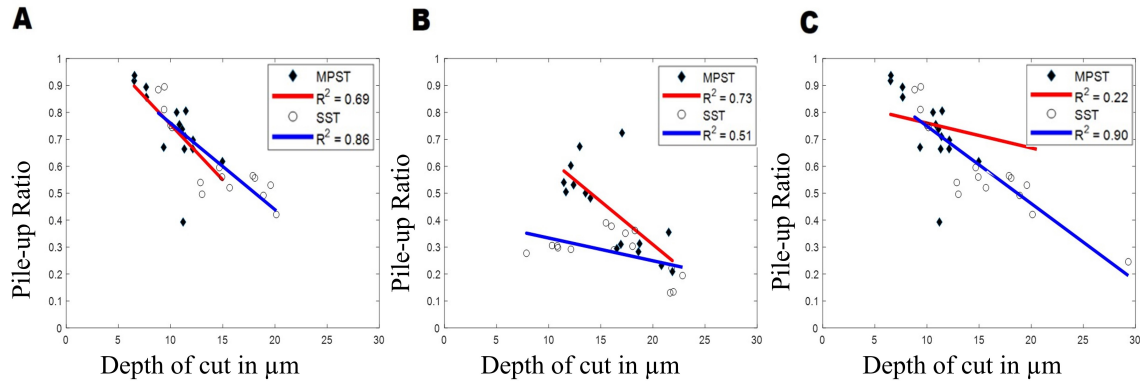 A
B
C
MPST
R² = 0.69
SST
R² = 0.86
MPST
R² = 0.73
SST
R² = 0.51
MPST
R² = 0.22
SST
R² = 0.90
Pile-up Ratio
1
0.9
0.8
0.7
0.6
0.5
0.4
0.3
0.2
0.1
0
0 5 10 15 20 25 30
Depth of cut in µm
Pile-up Ratio
1
0.9
0.8
0.7
0.6
0.5
0.4
0.3
0.2
0.1
0
0 5 10 15 20 25 30
Depth of cut in µm
Pile-up Ratio
1
0.9
0.8
0.7
0.6
0.5
0.4
0.3
0.2
0.1
0
0 5 10 15 20 25 30
Depth of cut in µm